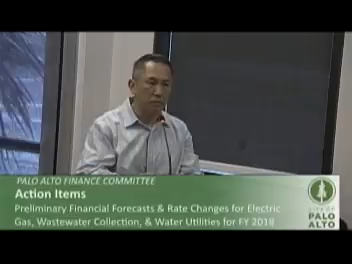 PALO ALTO FINANCE COMMITTEE
Action Items
Preliminary Financial Forecasts & Rate Changes for Electric
Gas, Wastewater Collection, & Water Utilities for FY 2018
CITY OF
PALO
ALTO